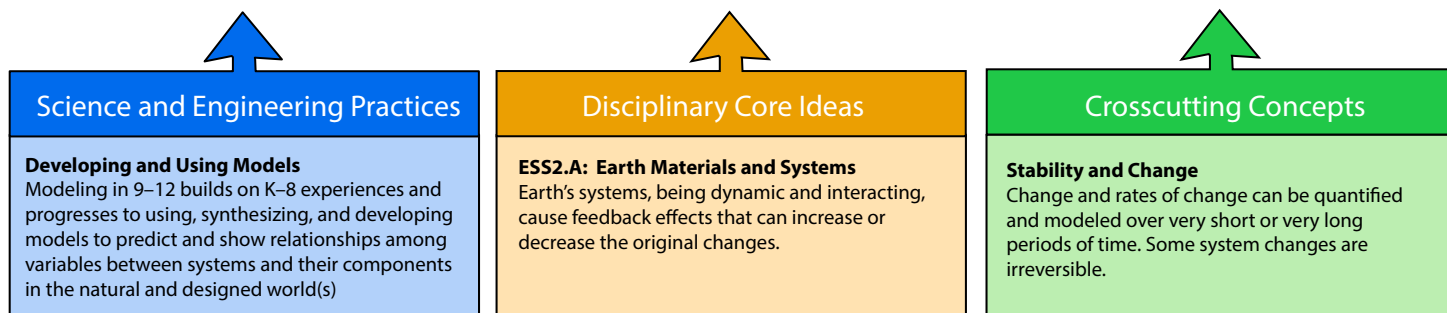 Science and Engineering Practices
Developing and Using Models
Modeling in 9–12 builds on K–8 experiences and
progresses to using, synthesizing, and developing
models to predict and show relationships among
variables between systems and their components
in the natural and designed world(s)
Disciplinary Core Ideas
ESS2.A: Earth Materials and Systems
Earth’s systems, being dynamic and interacting,
cause feedback effects that can increase or
decrease the original changes.
Crosscutting Concepts
Stability and Change
Change and rates of change can be quantified
and modeled over very short or very long
periods of time. Some system changes are
irreversible.